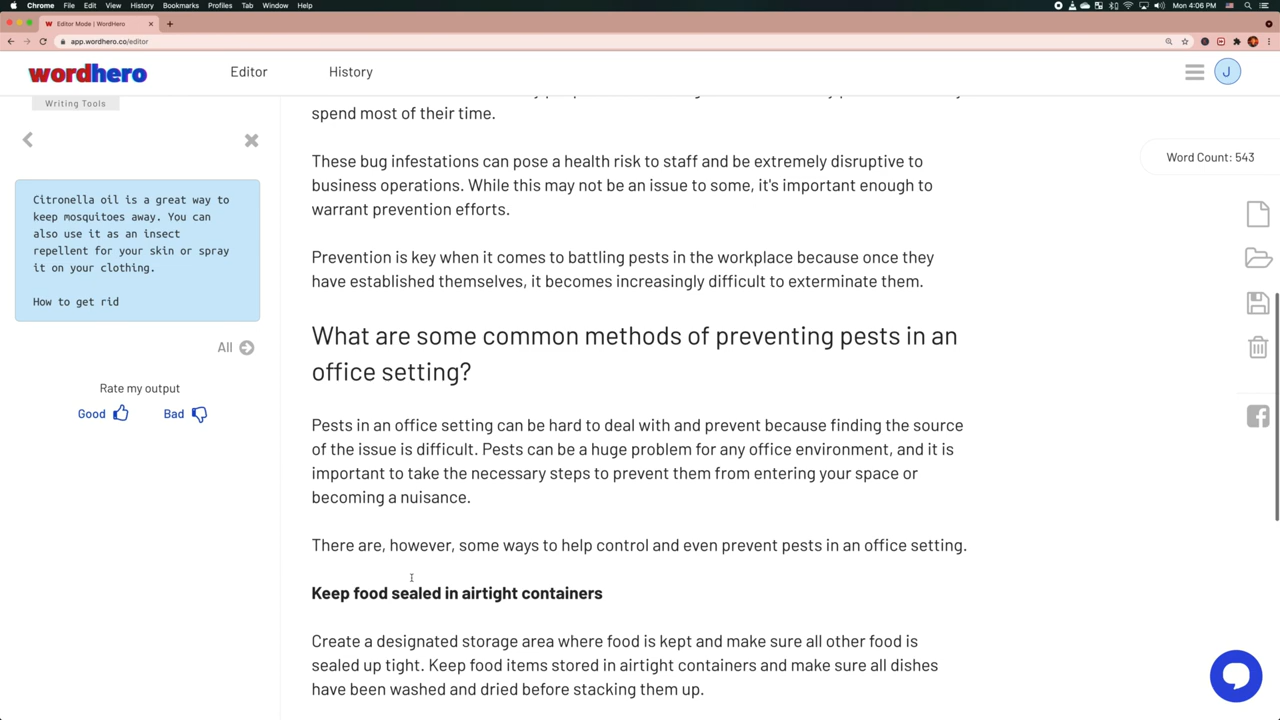 Chrome File Edit View History Bookmarks Profiles Tab Window Help
Mon 4:06 PM
Editor Mode | WordHero
app.wordhero.co/editor
wordhero
Editor
History
J
Writing Tools
Citronella oil is a great way to
keep mosquitoes away. You can
also use it as an insect
repellent for your skin or spray
it on your clothing.
How to get rid
All
Rate my output
Good
Bad
spend most of their time.
These bug infestations can pose a health risk to staff and be extremely disruptive to
business operations. While this may not be an issue to some, it's important enough to
warrant prevention efforts.
Prevention is key when it comes to battling pests in the workplace because once they
have established themselves, it becomes increasingly difficult to exterminate them.
What are some common methods of preventing pests in an
office setting?
Pests in an office setting can be hard to deal with and prevent because finding the source
of the issue is difficult. Pests can be a huge problem for any office environment, and it is
important to take the necessary steps to prevent them from entering your space or
becoming a nuisance.
There are, however, some ways to help control and even prevent pests in an office setting.
Keep food sealed in airtight containers
Create a designated storage area where food is kept and make sure all other food is
sealed up tight. Keep food items stored in airtight containers and make sure all dishes
have been washed and dried before stacking them up.
Word Count: 543